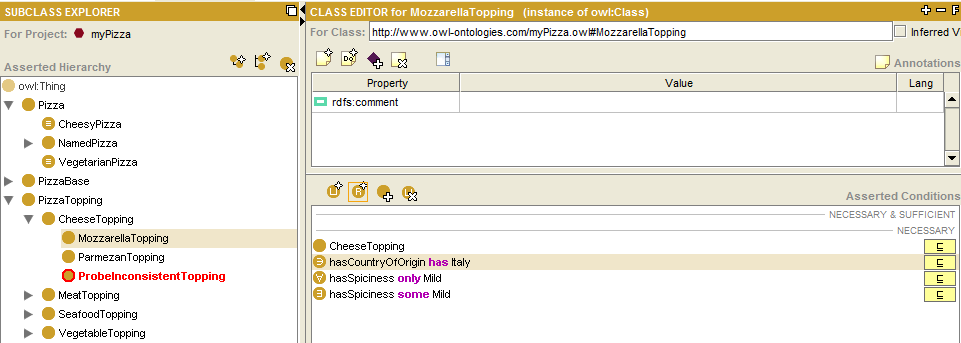 SUBCLASS EXPLORER
For Project: myPizza
Asserted Hierarchy
owl:Thing
Pizza
CheesyPizza
NamedPizza
VegetarianPizza
PizzaBase
PizzaTopping
CheeseTopping
MozzarellaTopping
ParmezanTopping
ProbeInconsistentTopping
MeatTopping
SeafoodTopping
VegetableTopping
CLASS EDITOR for MozzarellaTopping (instance of owl:Class)
For Class: http://www.owl-ontologies.com/myPizza.owl#MozzarellaTopping Inferred Vi
Annotations
Property Value Lang
rdfs:comment
Asserted Conditions
NECESSARY & SUFFICIENT
NECESSARY
CheeseTopping ⊑
∋ hasCountryOfOrigin has Italy ⊑
∀ hasSpiciness only Mild ⊑
∃ hasSpiciness some Mild ⊑